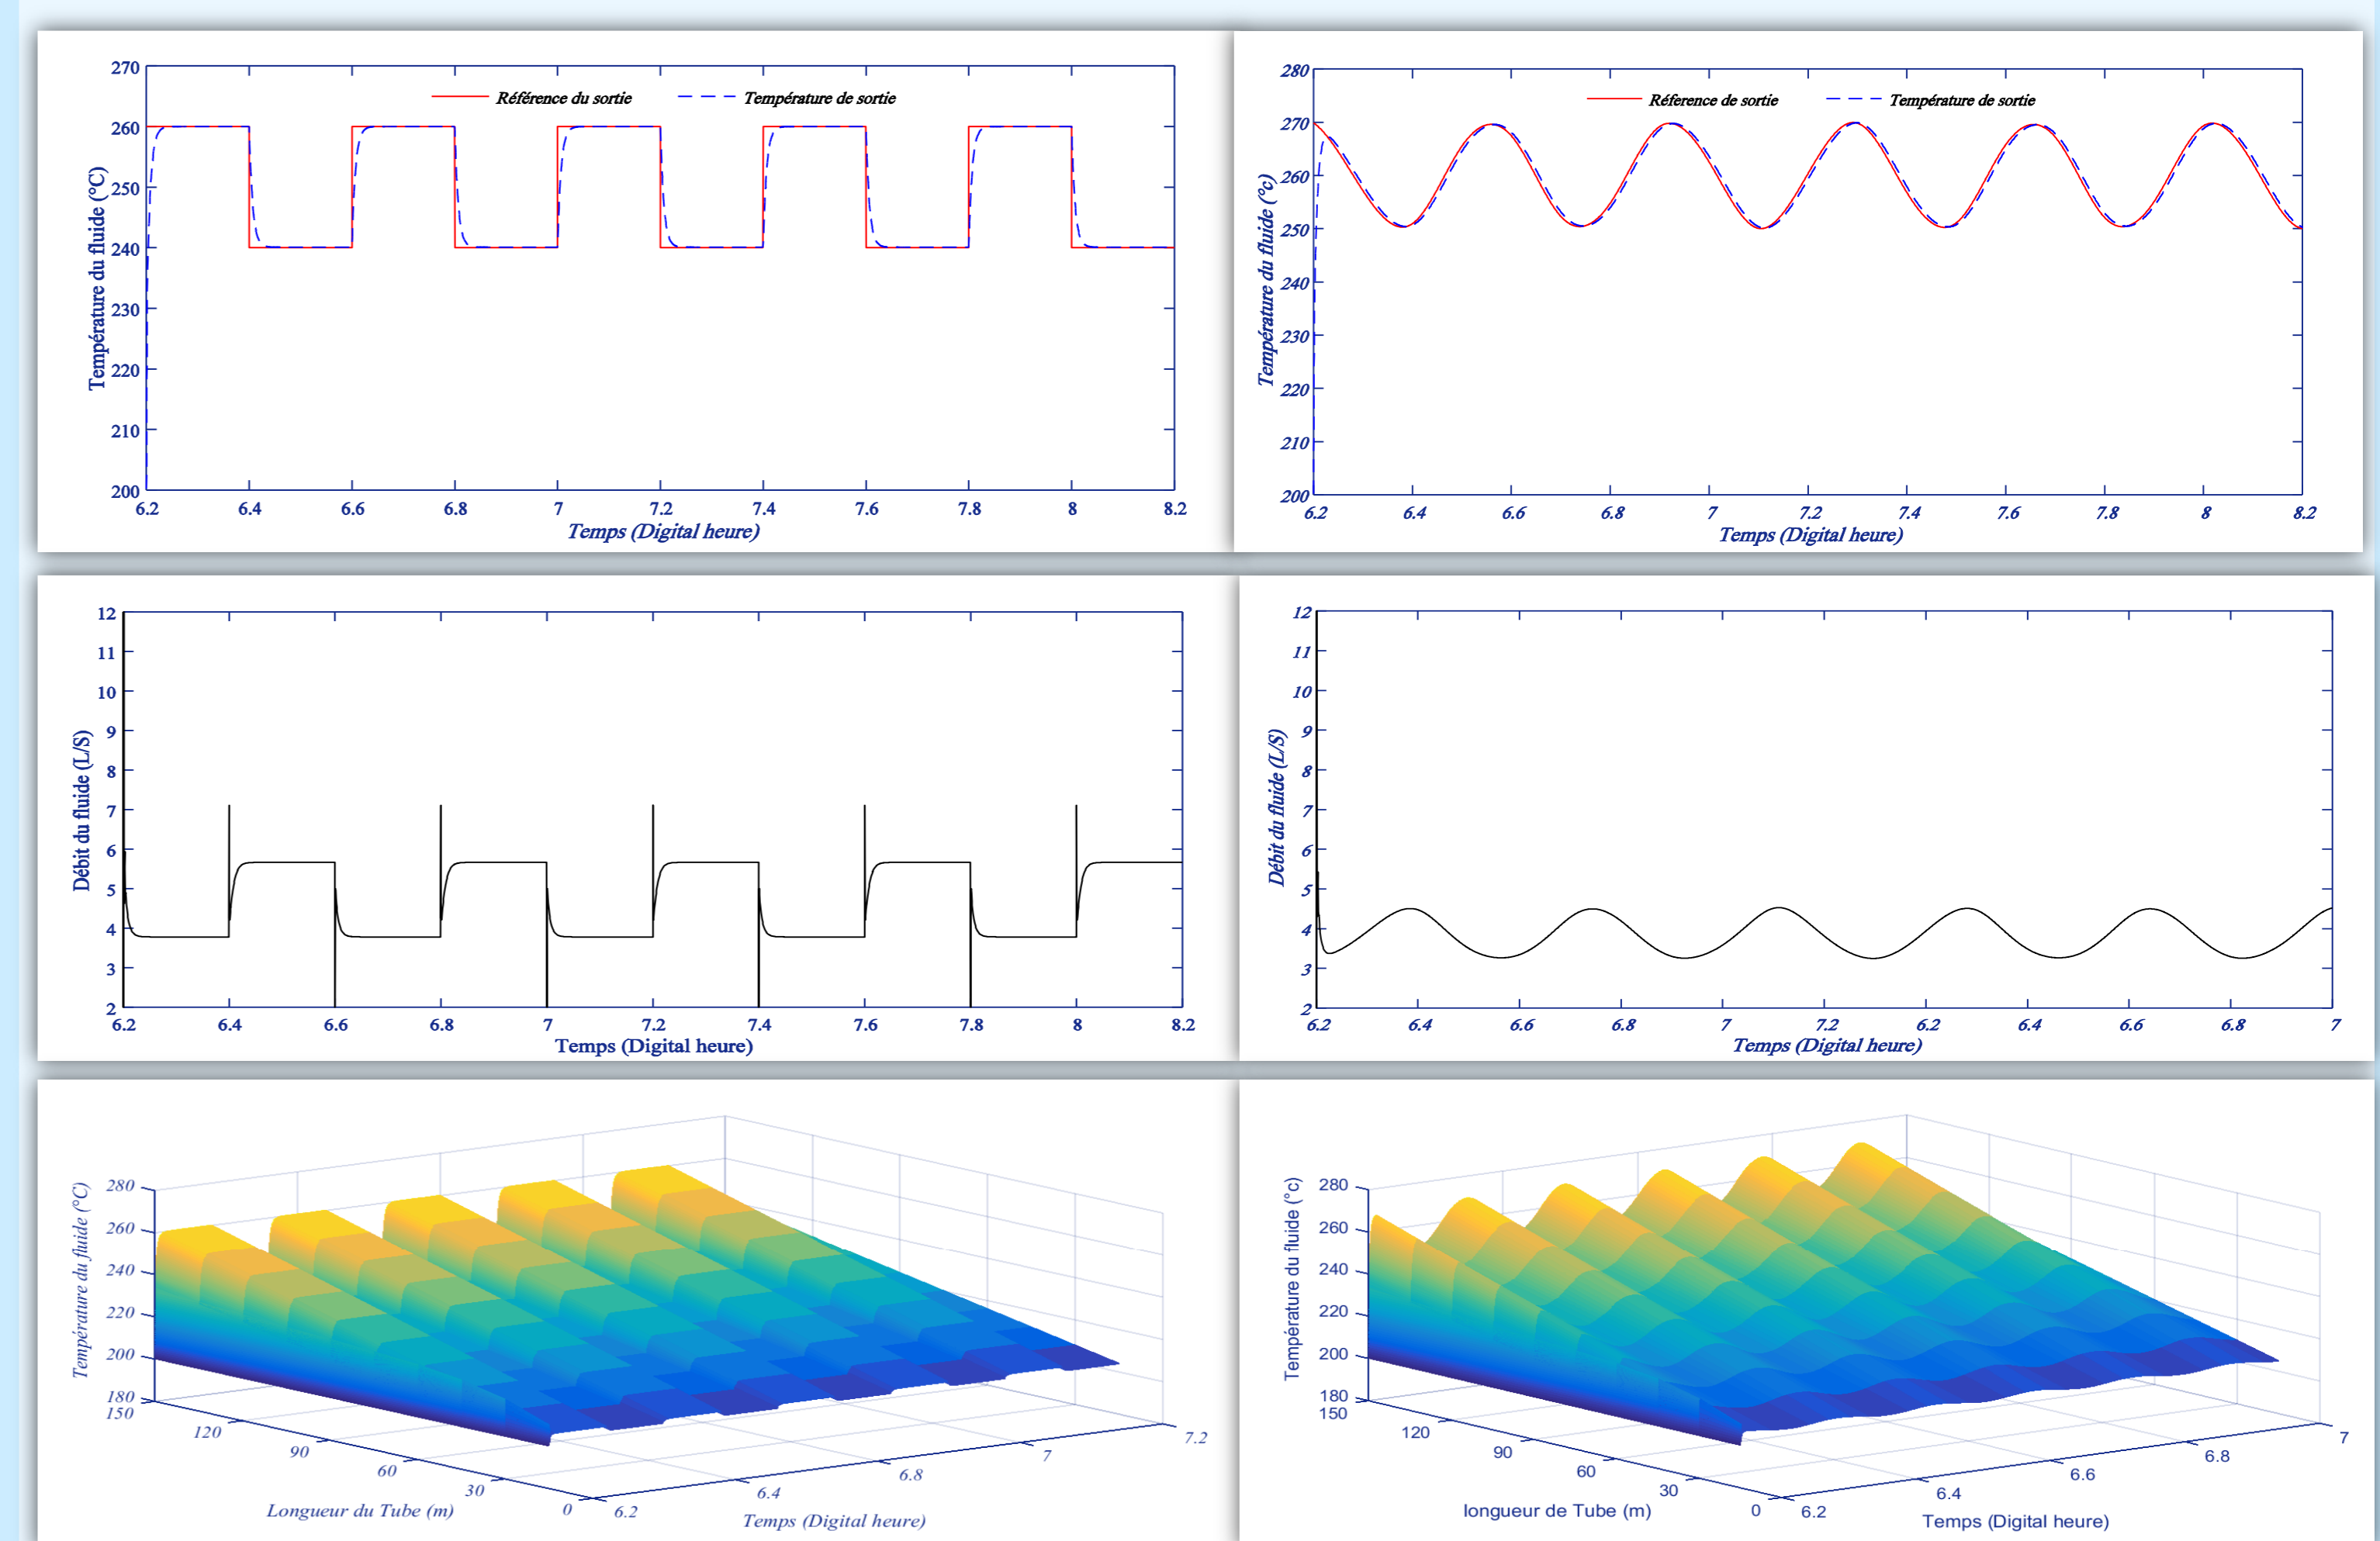 270
260
250
240
230
220
210
200
Température du fluide (°C)
Référence du sortie
Température de sortie
6.2 6.4 6.6 6.8 7 7.2 7.4 7.6 7.8 8 8.2
Temps (Digital heure)
280
270
260
250
240
230
220
210
200
Température du fluide (°c)
Réference de sortie
Température de sortie
6.2 6.4 6.6 6.8 7 7.2 7.4 7.6 7.8 8 8.2
Temps (Digital heure)
12
11
10
9
8
7
6
5
4
3
2
Débit du fluide (L/S)
6.2 6.4 6.6 6.8 7 7.2 7.4 7.6 7.8 8 8.2
Temps (Digital heure)
12
11
10
9
8
7
6
5
4
3
2
Débit du fluide (L/S)
6.2 6.4 6.6 6.8 7 7.2 6.2 6.4 6.6 6.8 7
Temps (Digital heure)
280
260
240
220
200
180
Température du fluide (°C)
150 120 90 60 30 0
Longueur du Tube (m)
6.2 6.4 6.8 7 7.2
Temps (Digital heure)
280
260
240
220
200
180
Température du fluide (°c)
150 120 90 60 30 0
longueur de Tube (m)
6.2 6.4 6.6 6.8 7
Temps (Digital heure)